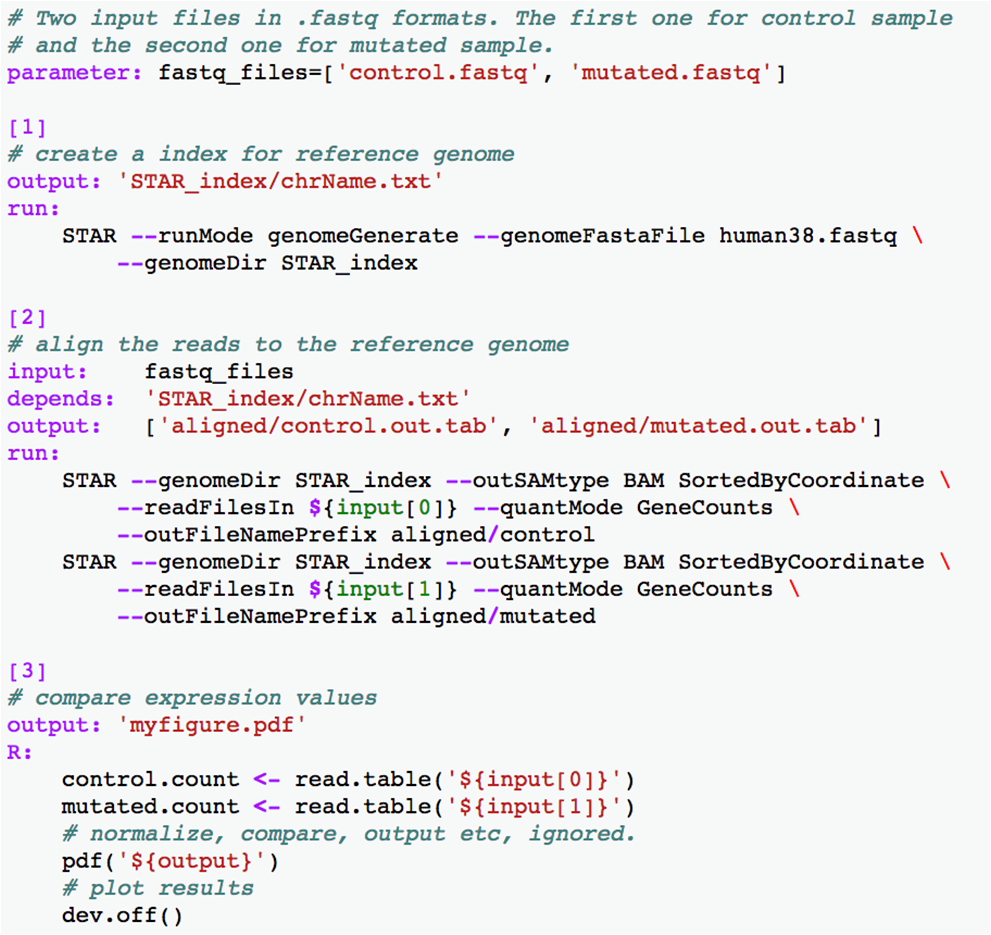 # Two input files in .fastq formats. The first one for control sample
# and the second one for mutated sample.
parameter: fastq_files=['control.fastq', 'mutated.fastq']

[1]
# create a index for reference genome
output: 'STAR_index/chrName.txt'
run:
    STAR --runMode genomeGenerate --genomeFastaFile human38.fastq \
        --genomeDir STAR_index

[2]
# align the reads to the reference genome
input:    fastq_files
depends:  'STAR_index/chrName.txt'
output:   ['aligned/control.out.tab', 'aligned/mutated.out.tab']
run:
    STAR --genomeDir STAR_index --outSAMtype BAM SortedByCoordinate \
        --readFilesIn ${input[0]} --quantMode GeneCounts \
        --outFileNamePrefix aligned/control
    STAR --genomeDir STAR_index --outSAMtype BAM SortedByCoordinate \
        --readFilesIn ${input[1]} --quantMode GeneCounts \
        --outFileNamePrefix aligned/mutated

[3]
# compare expression values
output: 'myfigure.pdf'
R:
    control.count <- read.table('${input[0]}')
    mutated.count <- read.table('${input[1]}')
    # normalize, compare, output etc, ignored.
    pdf('${output}')
    # plot results
    dev.off()